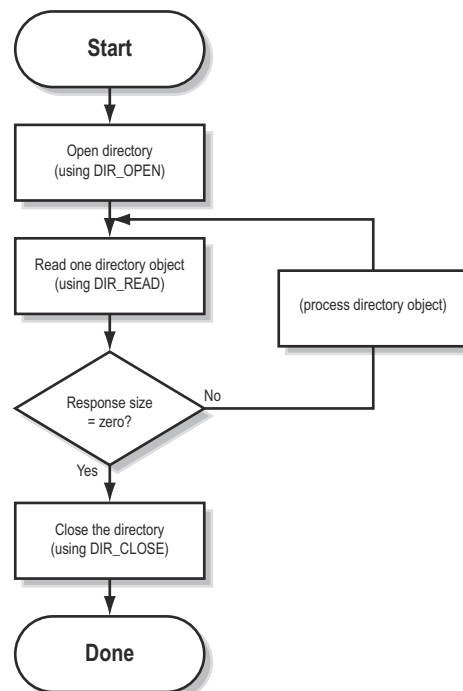 Start
Open directory
(using DIR_OPEN)
Read one directory object
(using DIR_READ)
(process directory object)
Response size
= zero?
No
Yes
Close the directory
(using DIR_CLOSE)
Done